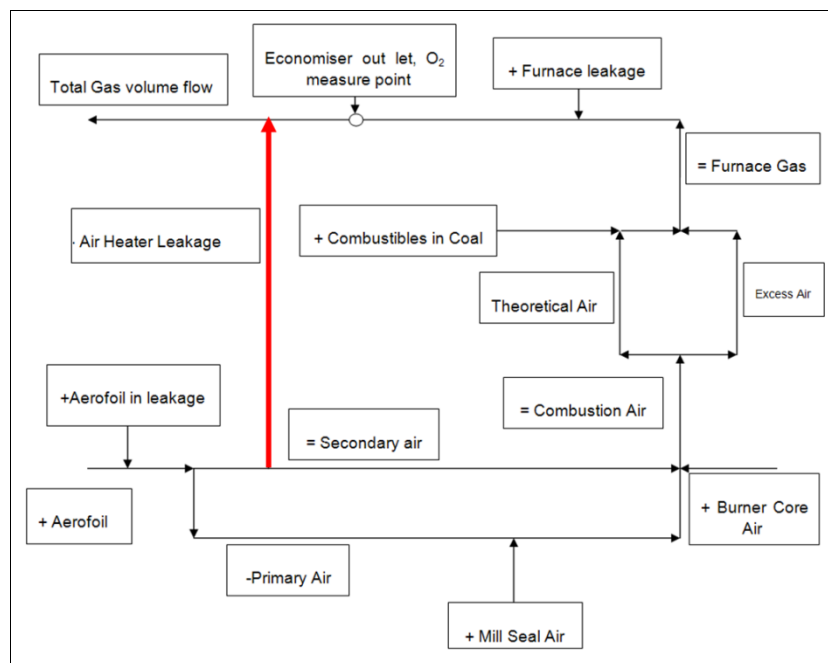 Economiser out let, O₂
measure point
+ Furnace leakage
Total Gas volume flow
= Furnace Gas
· Air Heater Leakage
+ Combustibles in Coal
Theoretical Air
Excess Air
+Aerofoil in leakage
= Combustion Air
= Secondary air
+ Aerofoil
+ Burner Core
Air
-Primary Air
+ Mill Seal Air